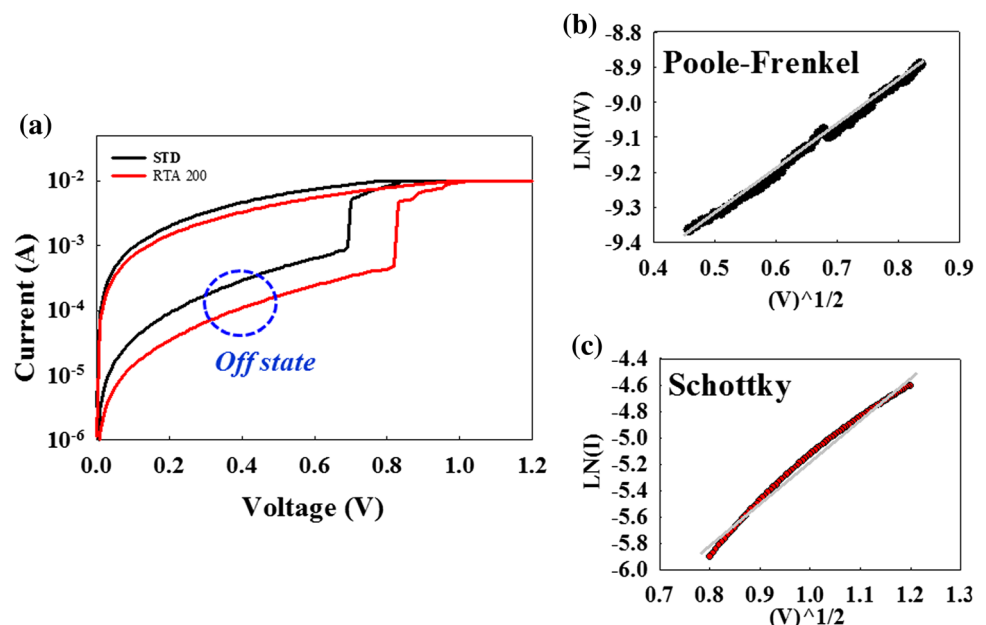 (a)
STD
RTA 200
10-2
10-3
10-4
10-5
10-6
Current (A)
Off state
0.0 0.2 0.4 0.6 0.8 1.0 1.2
Voltage (V)
(b)
Poole-Frenkel
-8.8
-8.9
-9.0
-9.1
-9.2
-9.3
-9.4
LN(I/V)
0.4 0.5 0.6 0.7 0.8 0.9
(V)^1/2
(c)
Schottky
-4.4
-4.6
-4.8
-5.0
-5.2
-5.4
-5.6
-5.8
-6.0
LN(I)
0.7 0.8 0.9 1.0 1.1 1.2 1.3
(V)^1/2